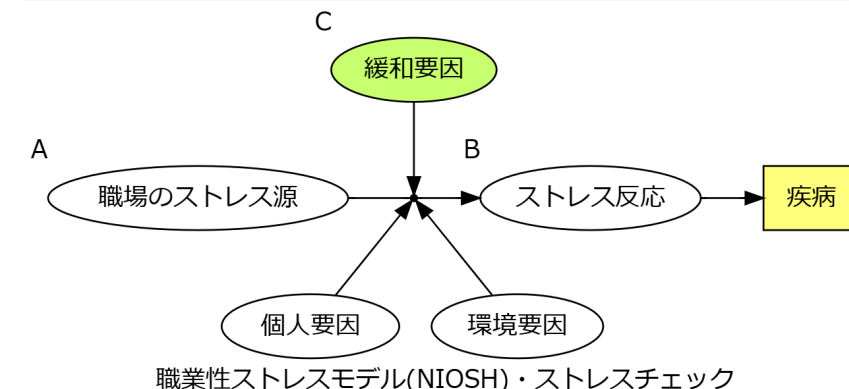 C
緩和要因
A
B
職場のストレス源
ストレス反応
疾病
個人要因
環境要因
職業性ストレスモデル(NIOSH)・ストレスチェック